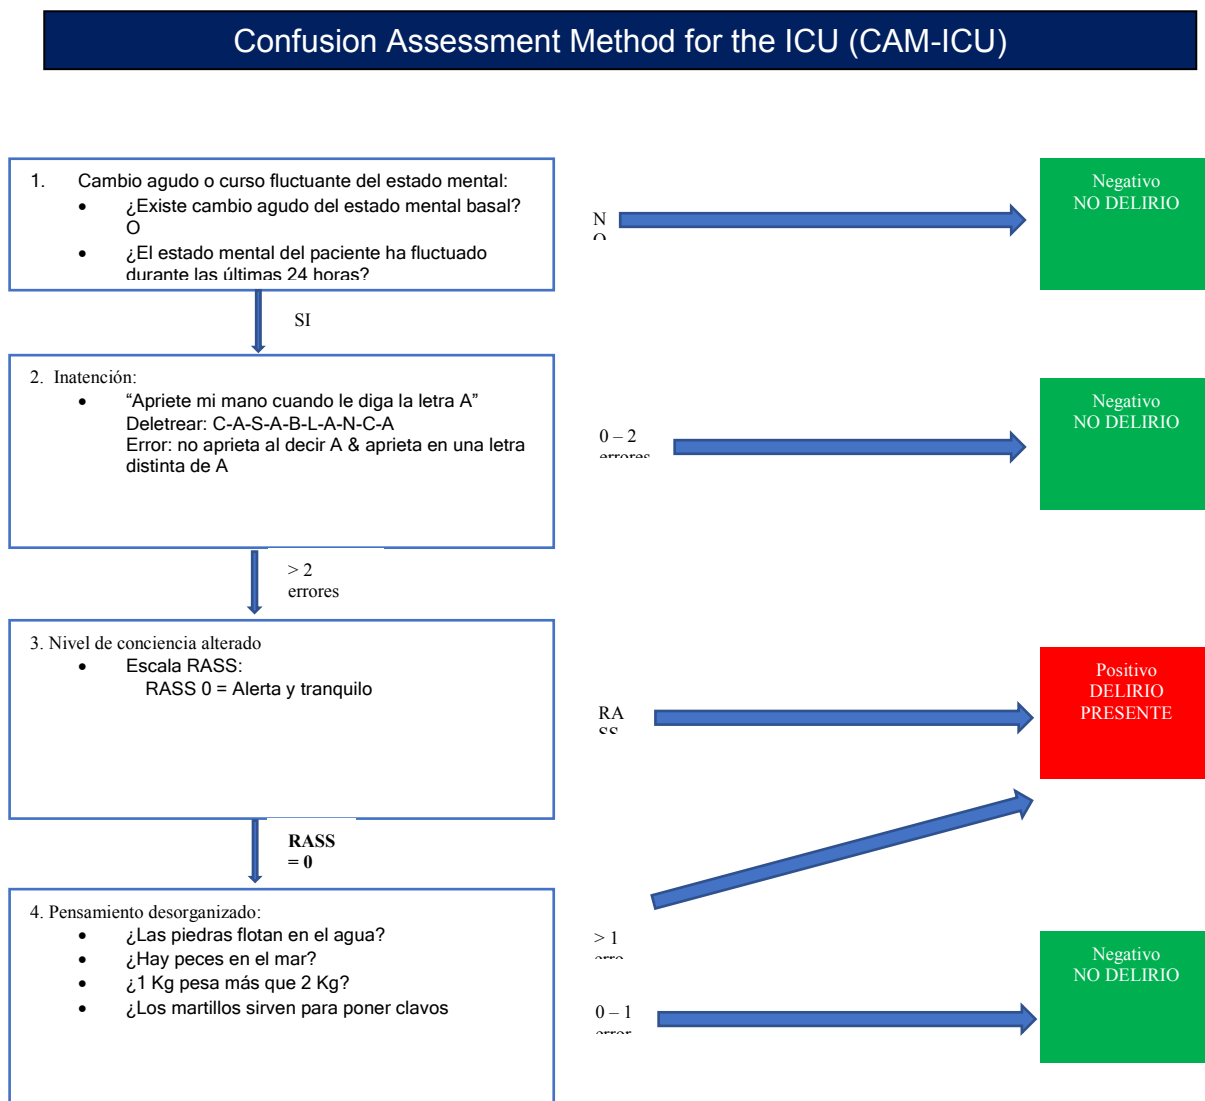 Confusion Assessment Method for the ICU (CAM-ICU)
1. Cambio agudo o curso fluctuante del estado mental:
• ¿Existe cambio agudo del estado mental basal?
O
• ¿El estado mental del paciente ha fluctuado
durante las últimas 24 horas?
N
O
Negativo
NO DELIRIO
SI
2. Inatención:
• “Apriete mi mano cuando le diga la letra A”
Deletrear: C-A-S-A-B-L-A-N-C-A
Error: no aprieta al decir A & aprieta en una letra
distinta de A
0 – 2
errores
Negativo
NO DELIRIO
> 2
errores
3. Nivel de conciencia alterado
• Escala RASS:
RASS 0 = Alerta y tranquilo
RA
SS
Positivo
DELIRIO
PRESENTE
RASS
= 0
4. Pensamiento desorganizado:
• ¿Las piedras flotan en el agua?
• ¿Hay peces en el mar?
• ¿1 Kg pesa más que 2 Kg?
• ¿Los martillos sirven para poner clavos
> 1
erro
0 – 1
error
Negativo
NO DELIRIO